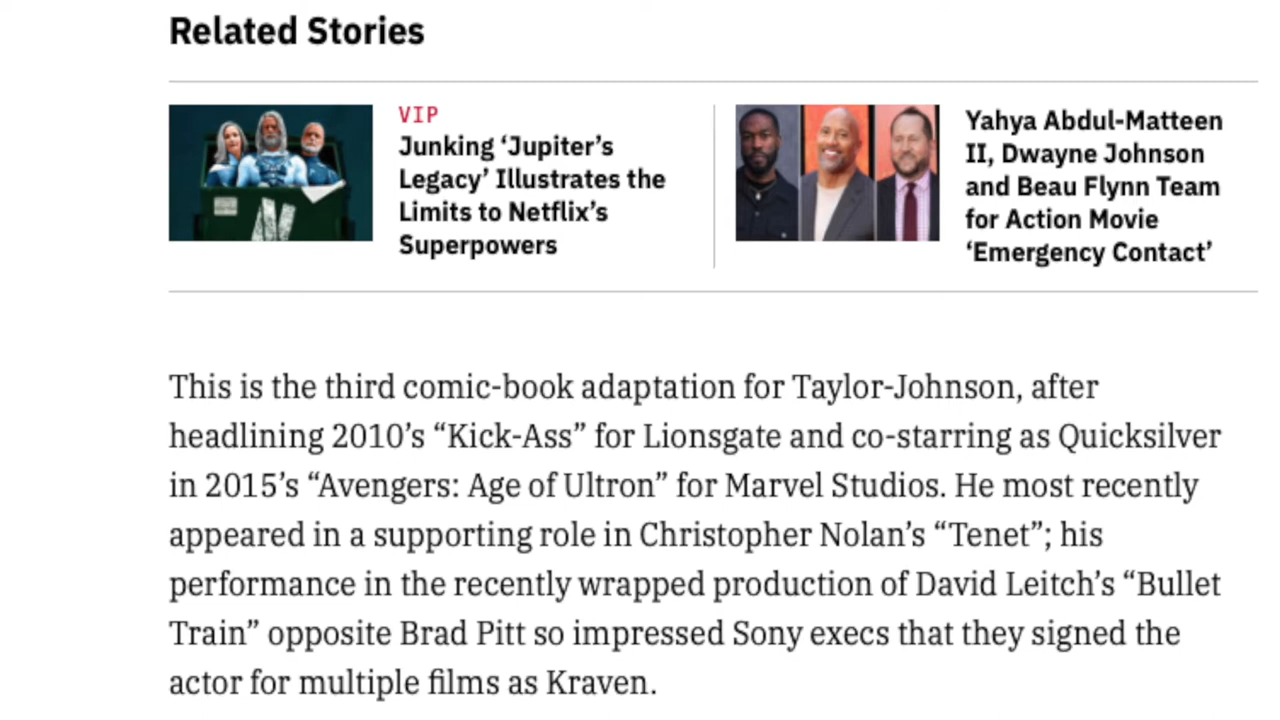 Related Stories
VIP
Junking ‘Jupiter’s
Legacy’ Illustrates the
Limits to Netflix’s
Superpowers
Yahya Abdul-Matteen
II, Dwayne Johnson
and Beau Flynn Team
for Action Movie
‘Emergency Contact’
This is the third comic-book adaptation for Taylor-Johnson, after
headlining 2010’s “Kick-Ass” for Lionsgate and co-starring as Quicksilver
in 2015’s “Avengers: Age of Ultron” for Marvel Studios. He most recently
appeared in a supporting role in Christopher Nolan’s “Tenet”; his
performance in the recently wrapped production of David Leitch’s “Bullet
Train” opposite Brad Pitt so impressed Sony execs that they signed the
actor for multiple films as Kraven.